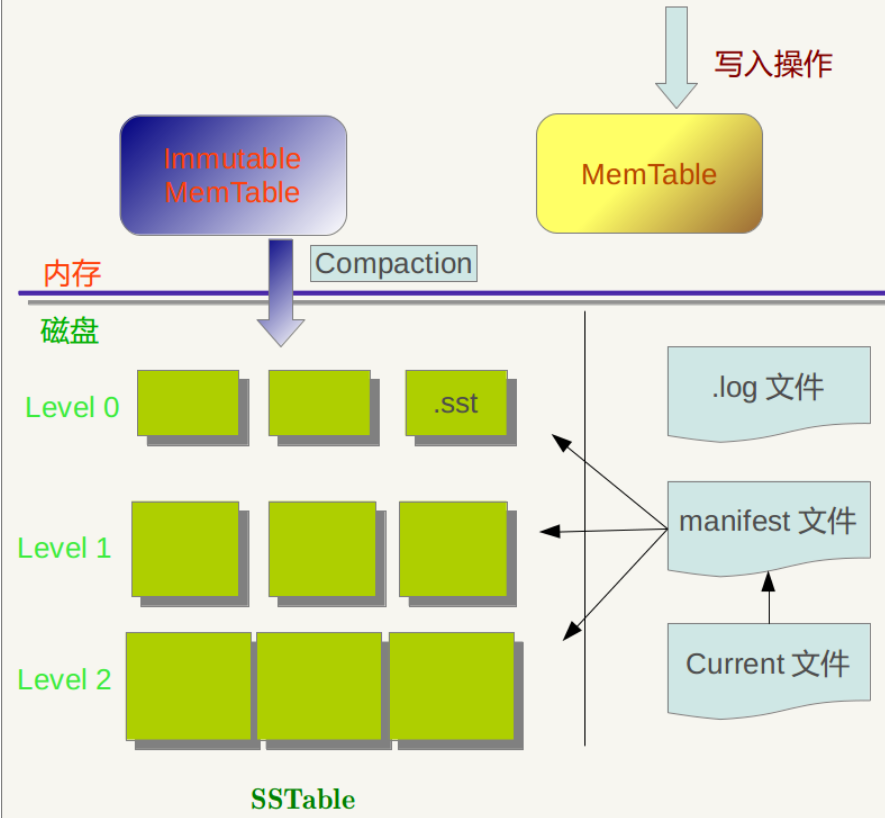 写入操作
Immutable
MemTable
MemTable
Compaction
内存
磁盘
Level 0
.sst
.log 文件
Level 1
manifest 文件
Level 2
Current 文件
SSTable